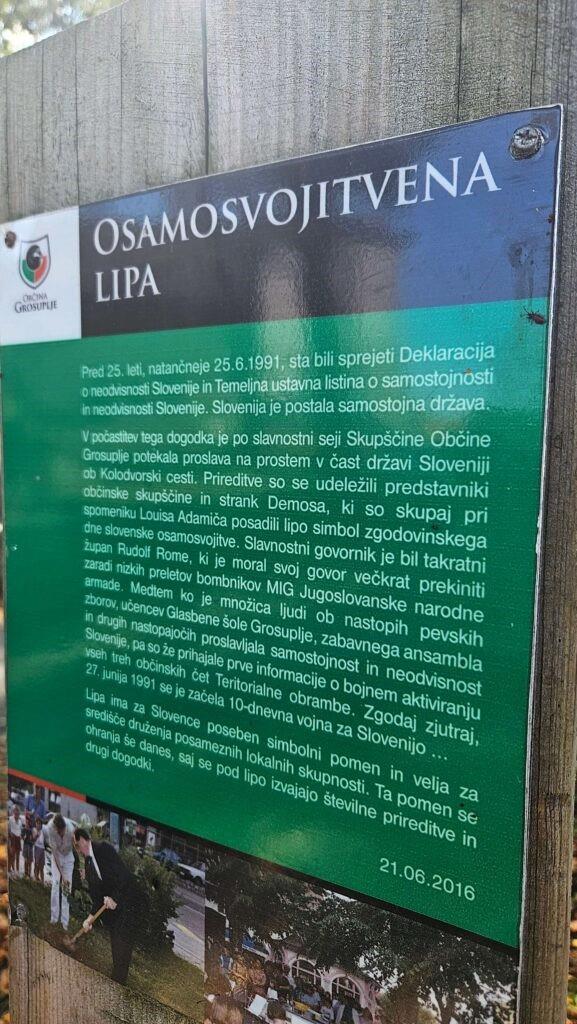 OBČINA
GROSUPLJE
OSAMOSVOJITVENA
LIPA
Pred 25. leti, natančneje 25.6.1991, sta bili sprejeti Deklaracija
o neodvisnosti Slovenije in Temeljna ustavna listina o samostojnosti
in neodvisnosti Slovenije. Slovenija je postala samostojna država.
V počastitev tega dogodka je po slavnostni seji Skupščine Občine
Grosuplje potekala proslava na prostem v čast državi Sloveniji
ob Kolodvorski cesti. Prireditve so se udeležili predstavniki
občinske skupščine in strank Demosa, ki so skupaj pri
spomeniku Louisa Adamiča posadili lipo simbol zgodovinskega
dne slovenske osamosvojitve. Slavnostni govornik je bil takratni
župan Rudolf Rome, ki je moral svoj govor večkrat prekiniti
zaradi nizkih preletov bombnikov MIG Jugoslovanske narodne
armade. Medtem ko je množica ljudi ob nastopih pevskih
zborov, učencev Glasbene šole Grosuplje, zabavnega ansambla
in drugih nastopajočih proslavljala samostojnost in neodvisnost
Slovenije, pa so že prihajale prve informacije o bojnem aktiviranju
vseh treh občinskih čet Teritorialne obrambe. Zgodaj zjutraj,
27. junija 1991 se je začela 10-dnevna vojna za Slovenijo ...
Lipa ima za Slovence poseben simbolni pomen in velja za
središče druženja posameznih lokalnih skupnosti. Ta pomen se
ohranja še danes, saj se pod lipo izvajajo številne prireditve in
drugi dogodki.
21.06.2016